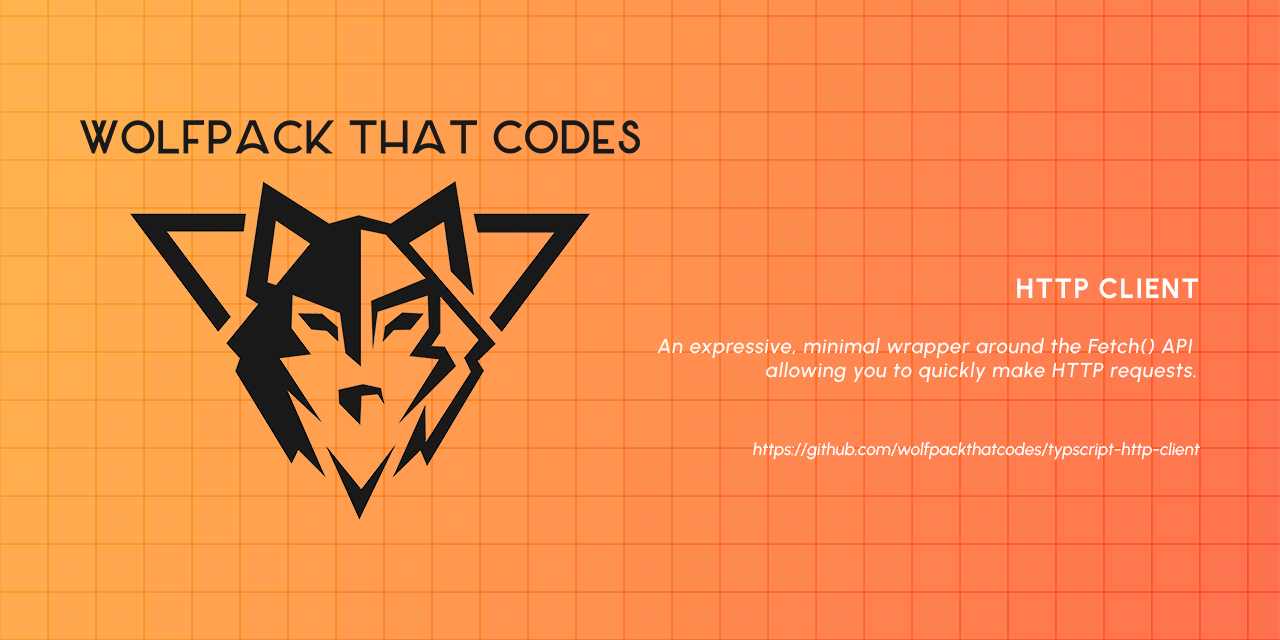 WOLFPACK THAT CODES
HTTP CLIENT
An expressive, minimal wrapper around the Fetch() API
allowing you to quickly make HTTP requests.
https://github.com/wolfpackthatcodes/typscript-http-client